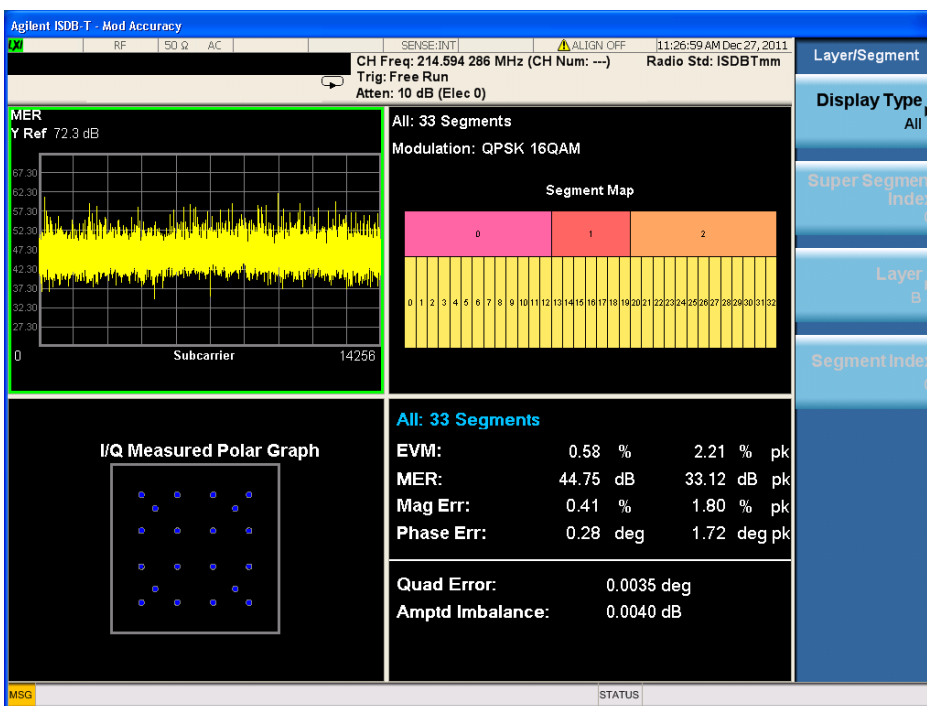 Agilent ISDB-T - Mod Accuracy
LXI RF 50 Ω AC SENSE:INT ALIGN OFF 11:26:59 AM Dec 27, 2011
CH Freq: 214.594 286 MHz (CH Num: ---) Radio Std: ISDBTmm
Trig: Free Run
Atten: 10 dB (Elec 0)
Layer/Segment
Display Type
All
Super Segmen
Inde
Layer
B
Segment Inde
MER
Y Ref 72.3 dB
67.30
62.30
57.30
52.30
47.30
42.30
37.30
32.30
27.30
0 Subcarrier 14256
All: 33 Segments
Modulation: QPSK 16QAM
Segment Map
0 1 2
0 1 2 3 4 5 6 7 8 9 10 11 12 13 14 15 16 17 18 19 20 21 22 23 24 25 26 27 28 29 30 31 32
I/Q Measured Polar Graph
All: 33 Segments
EVM: 0.58 % 2.21 % pk
MER: 44.75 dB 33.12 dB pk
Mag Err: 0.41 % 1.80 % pk
Phase Err: 0.28 deg 1.72 deg pk
Quad Error: 0.0035 deg
Amptd Imbalance: 0.0040 dB
MSG STATUS